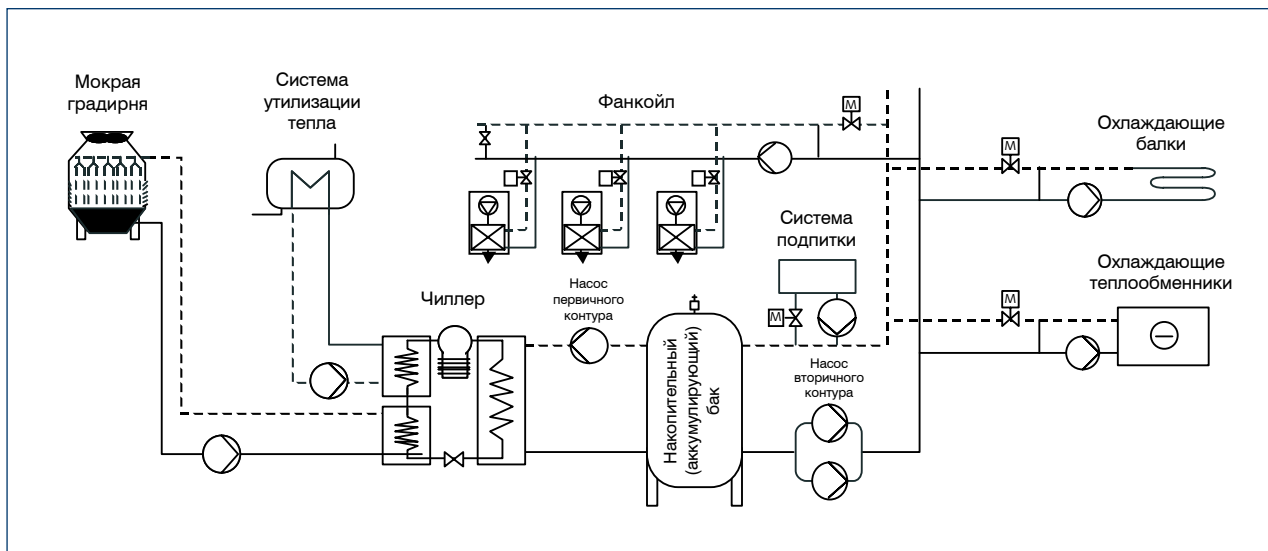 Мокрая
градирня
Система
утилизации
тепла
Фанкойл
M
M
Охлаждающие
балки
Система
подпитки
Охлаждающие
теплообменники
Чиллер
Насос
первичного
контура
M
M
Накопительный
(аккумулирующий)
бак
Насос
вторичного
контура